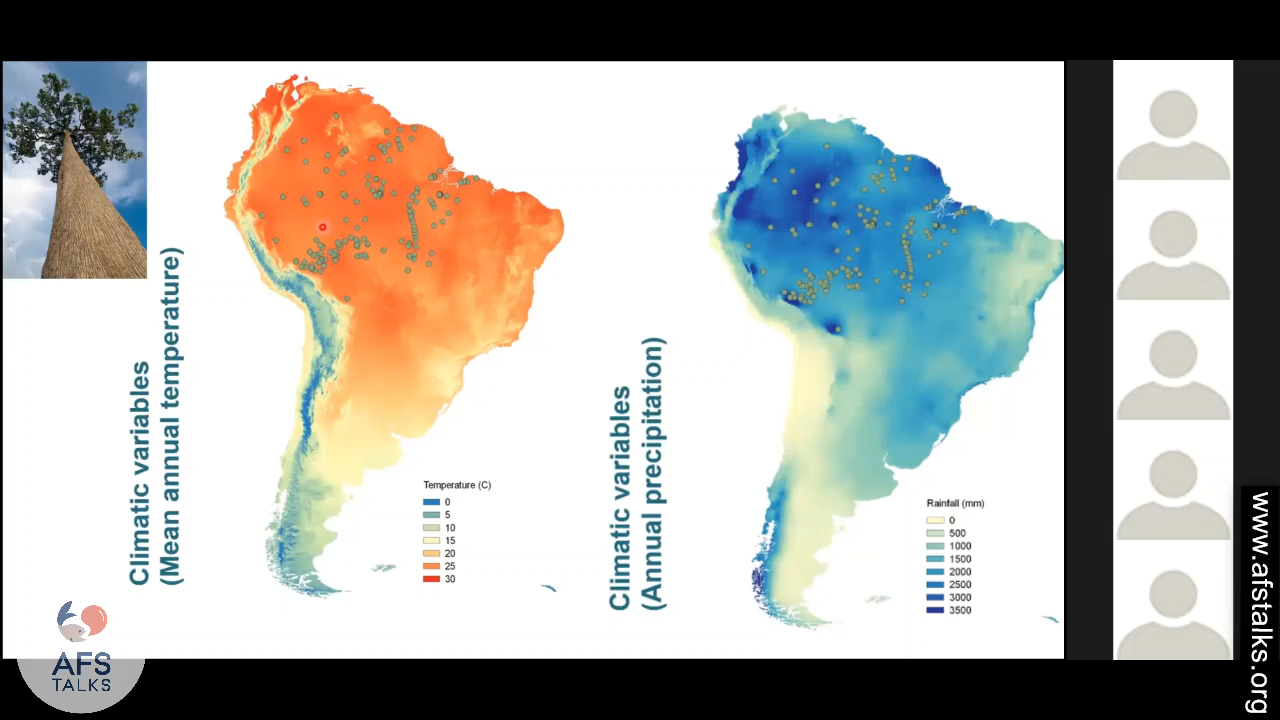 Climatic variables
(Mean annual temperature)
Temperature (C)
0
5
10
15
20
25
30
Climatic variables
(Annual precipitation)
Rainfall (mm)
0
500
1000
1500
2000
2500
3000
3500
AFS
TALKS
www.afstalks.org